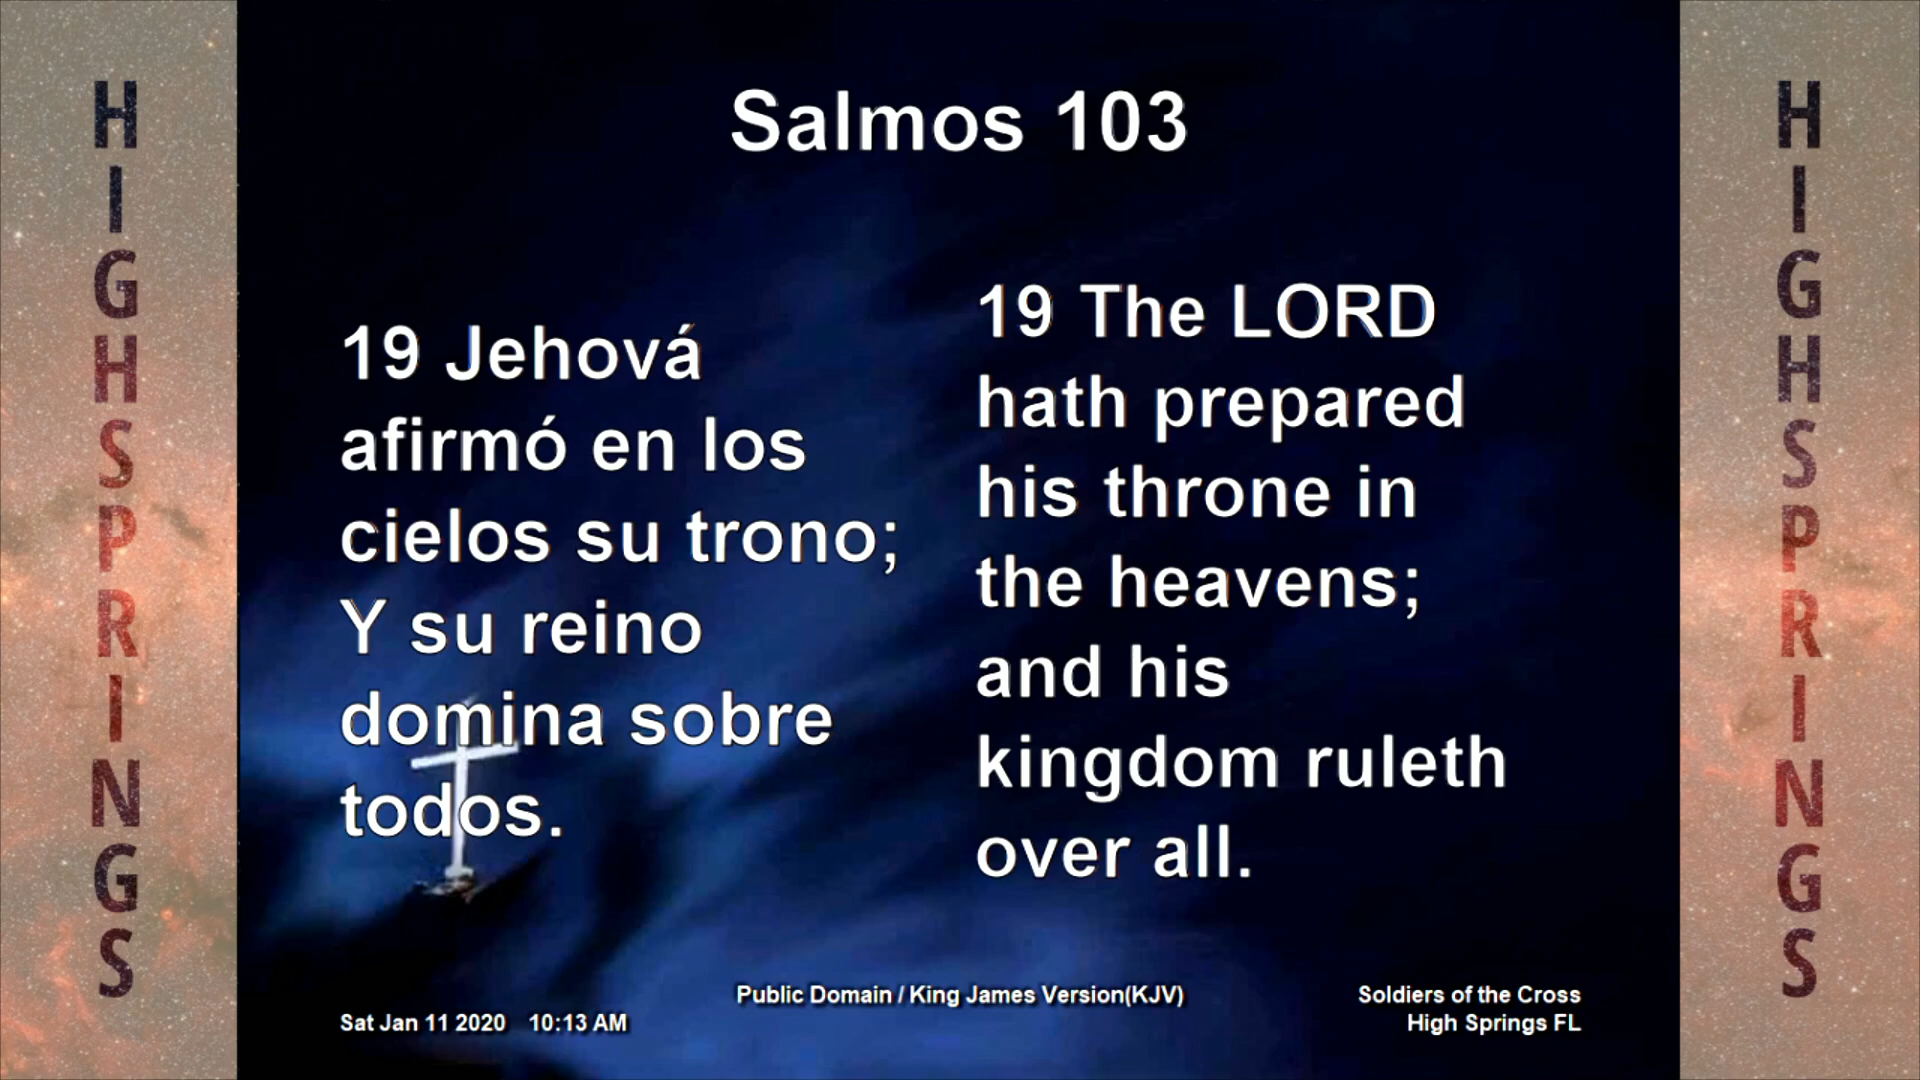 HIGHSPRINGS
Salmos 103
19 Jehová
afirmó en los
cielos su trono;
Y su reino
domina sobre
todos.
19 The LORD
hath prepared
his throne in
the heavens;
and his
kingdom ruleth
over all.
Public Domain / King James Version(KJV)
Sat Jan 11 2020 10:13 AM
Soldiers of the Cross
High Springs FL
HIGHSPRINGS